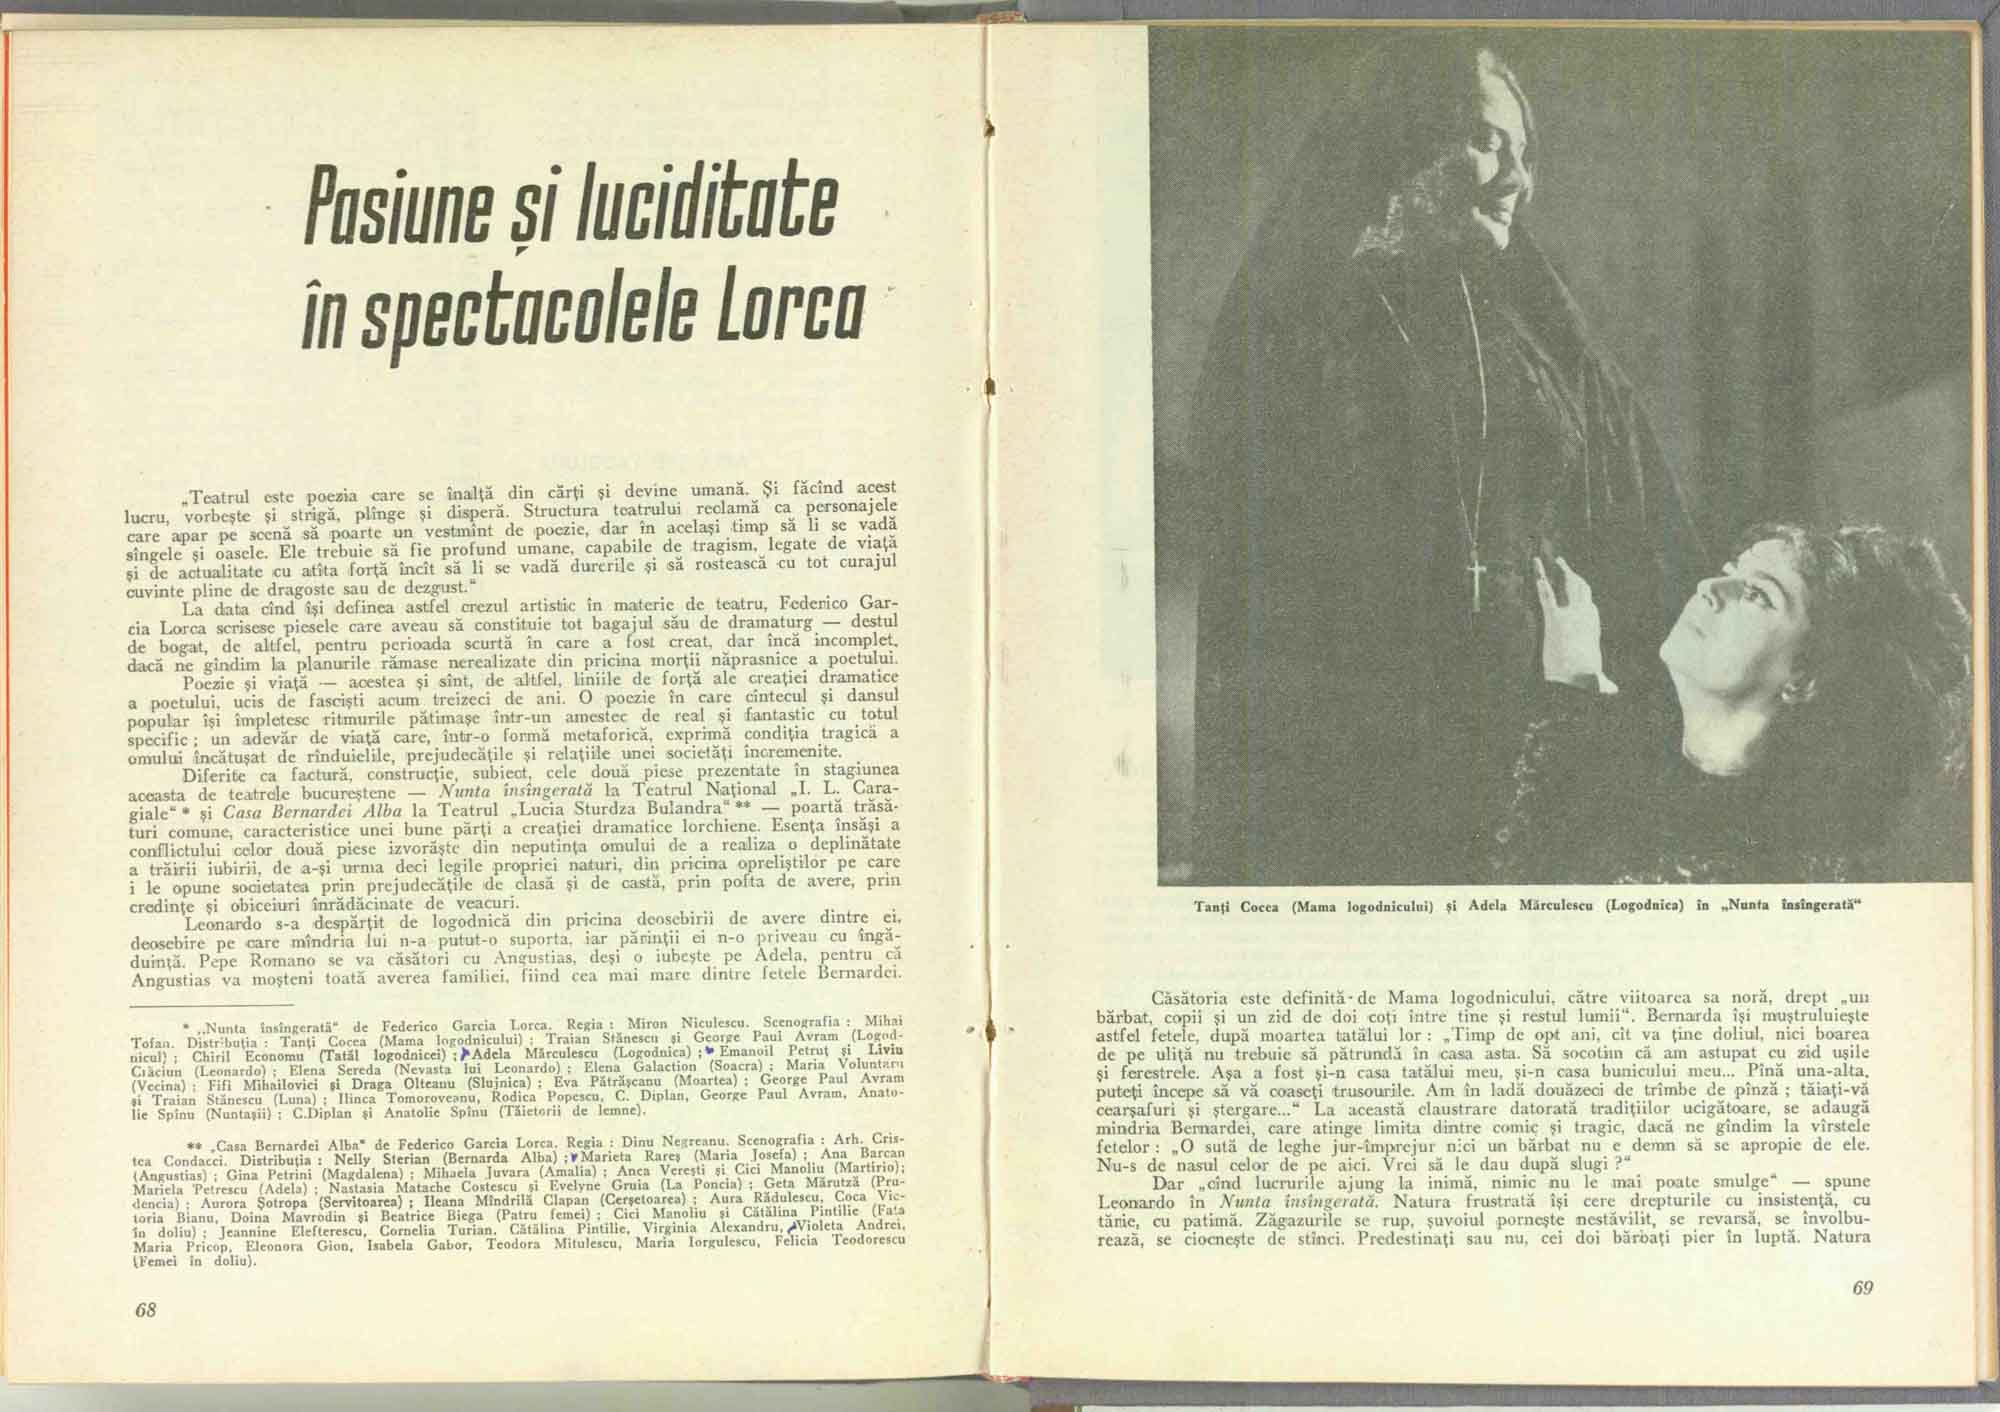 Pasiune și luciditate
în spectacolele Lorca
„Teatrul este poezia care se înalță din cărți și devine umană. Și făcînd acest
lucru, vorbește și strigă, plînge și disperă. Structura teatrului reclamă ca personajele
care apar pe scenă să poarte un vestmînt de poezie, dar în același timp să li se vadă
sîngele și oasele. Ele trebuie să fie profund umane, capabile de tragism, legate de viață
și de actualitate cu atîta forță încît să li se vadă durerile și să rostească cu tot curajul
cuvinte pline de dragoste sau de dezgust.“
La data cînd își definea astfel crezul artistic în materie de teatru, Federico Gar-
cia Lorca scrisese piesele care aveau să constituie tot bagajul său de dramaturg — destul
de bogat, de altfel, pentru perioada scurtă în care a fost creat, dar încă incomplet,
dacă ne gîndim la planurile rămase nerealizate din pricina morții năprasnice a poetului.
Poezie și viață — acestea și sînt, de altfel, liniile de forță ale creației dramatice
a poetului, ucis de fasciști acum treizeci de ani. O poezie în care cîntecul și dansul
popular își împletesc ritmurile pătimașe într-un amestec de real și fantastic cu totul
specific ; un adevăr de viață care, într-o formă metaforică, exprimă condiția tragică a
omului încătușat de rînduielile, prejudecățile și relațiile unei societăți încremenite.
Diferite ca factură, construcție, subiect, cele două piese prezentate în stagiunea
aceasta de teatrele bucureștene — Nunta însîngerată la Teatrul Național „I. L. Cara-
giale“ * și Casa Bernardei Alba la Teatrul „Lucia Sturdza Bulandra“ ** — poartă trăsă-
turi comune, caracteristice unei bune părți a creației dramatice lorchiene. Esența însăși a
conflictului celor două piese izvorăște din neputința omului de a realiza o deplinătate
a trăirii iubirii, de a-și urma deci legile propriei naturi, din pricina opreliștilor pe care
i le opune societatea prin prejudecățile de clasă și de castă, prin pofta de avere, prin
credințe și obiceiuri înrădăcinate de veacuri.
Leonardo s-a despărțit de logodnică din pricina deosebirii de avere dintre ei,
deosebire pe care mîndria lui n-a putut-o suporta, iar părinții ei n-o priveau cu îngă-
duință. Pepe Romano se va căsători cu Angustias, deși o iubește pe Adela, pentru că
Angustias va moșteni toată averea familiei, fiind cea mai mare dintre fetele Bernardei.
* „Nunta însîngerată“ de Federico Garcia Lorca. Regia : Miron Niculescu. Scenografia : Mihai
Tofan. Distribuția : Tanți Cocea (Mama logodnicului) ; Traian Stănescu și George Paul Avram (Logod-
nicul) ; Chiril Economu (Tatăl logodnicei) ; Adela Mărculescu (Logodnica) ; Emanoil Petruț și Liviu
Crăciun (Leonardo) ; Elena Sereda (Nevasta lui Leonardo) ; Elena Galaction (Soacra) ; Maria Voluntaru
(Vecina) ; Fifi Mihailovici și Draga Olteanu (Slujnica) ; Eva Pătrășcanu (Moartea) ; George Paul Avram
și Traian Stănescu (Luna) ; Ilinca Tomoroveanu, Rodica Popescu, C. Diplan, George Paul Avram, Anato-
lie Spînu (Nuntașii) ; C.Diplan și Anatolie Spînu (Tăietorii de lemne).
** „Casa Bernardei Alba“ de Federico Garcia Lorca. Regia : Dinu Negreanu. Scenografia : Arh. Cris-
tea Condacci. Distribuția : Nelly Sterian (Bernarda Alba) ; Marieta Rareș (Maria Josefa) ; Ana Barcan
(Angustias) ; Gina Petrini (Magdalena) ; Mihaela Juvara (Amalia) ; Anca Verești și Cici Manoliu (Martirio);
Mariela Petrescu (Adela) ; Nastasia Matache Costescu și Evelyne Gruia (La Poncia) ; Geta Mărutză (Pru-
dencia) ; Aurora Șotropa (Servitoarea) ; Ileana Mîndrilă Clapan (Cerșetoarea) ; Aura Rădulescu, Coca Vic-
toria Bianu, Doina Mavrodin și Beatrice Biega (Patru femei) ; Cici Manoliu și Cătălina Pintilie (Fata
în doliu) ; Jeannine Elefterescu, Cornelia Turian, Cătălina Pintilie, Virginia Alexandru, Violeta Andrei,
Maria Pricop, Eleonora Gion, Isabela Gabor, Teodora Mitulescu, Maria Iorgulescu, Felicia Teodorescu
(Femei în doliu).
68
Tanți Cocea (Mama logodnicului) și Adela Mărculescu (Logodnica) în „Nunta însîngerată“
Căsătoria este definită de Mama logodnicului, către viitoarea sa noră, drept „un
bărbat, copii și un zid de doi coți între tine și restul lumii“. Bernarda își muștruluiește
astfel fetele, după moartea tatălui lor : „Timp de opt ani, cît va ține doliul, nici boarea
de pe uliță nu trebuie să pătrundă în casa asta. Să socotim că am astupat cu zid ușile
și ferestrele. Așa a fost și-n casa tatălui meu, și-n casa bunicului meu... Pînă una-alta,
puteți începe să vă coaseți trusourile. Am în ladă douăzeci de trîmbe de pînză ; tăiați-vă
cearșafuri și ștergare...“ La această claustrare datorată tradițiilor ucigătoare, se adaugă
mîndria Bernardei, care atinge limita dintre comic și tragic, dacă ne gîndim la vîrstele
fetelor : „O sută de leghe jur-împrejur nici un bărbat nu e demn să se apropie de ele.
Nu-s de nasul celor de pe aici. Vrei să le dau după slugi ?“
Dar „cînd lucrurile ajung la inimă, nimic nu le mai poate smulge“ — spune
Leonardo în Nunta însîngerată. Natura frustrată își cere drepturile cu insistență, cu
tărie, cu patimă. Zăgazurile se rup, șuvoiul pornește nestăvilit, se revarsă, se învolbu-
rează, se ciocnește de stînci. Predestinați sau nu, cei doi bărbați pier în luptă. Natura
69